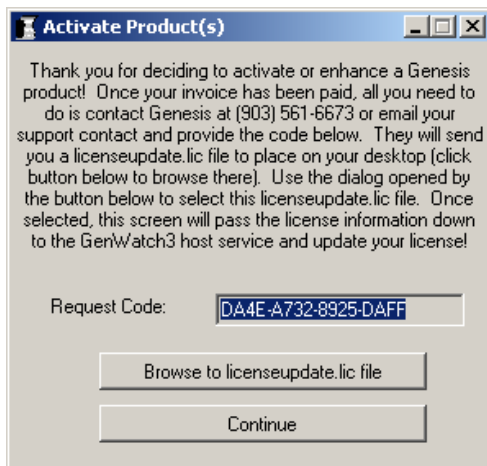 Activate Product(s)
Thank you for deciding to activate or enhance a Genesis
product! Once your invoice has been paid, all you need to
do is contact Genesis at (903) 561-6673 or email your
support contact and provide the code below. They will send
you a licenseupdate.lic file to place on your desktop (click
button below to browse there). Use the dialog opened by
the button below to select this licenseupdate.lic file. Once
selected, this screen will pass the license information down
to the GenWatch3 host service and update your license!
Request Code: DA4E-A732-8925-DAFF
Browse to licenseupdate.lic file
Continue